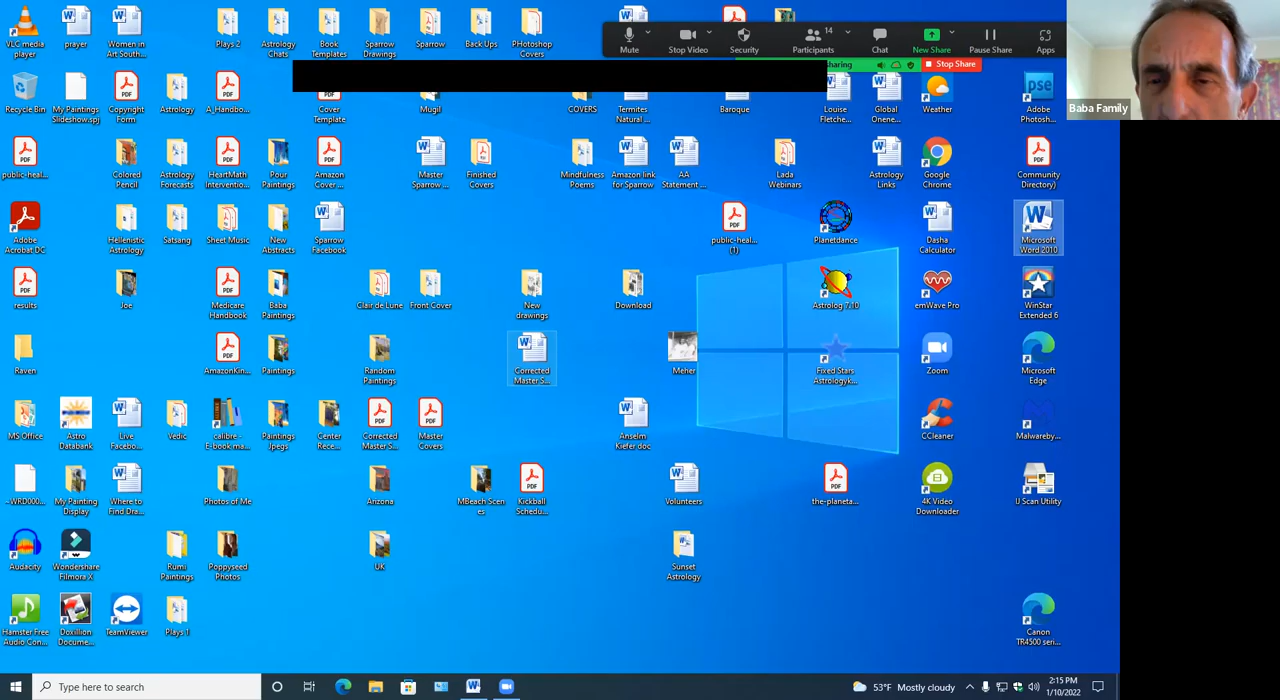 Mute
Stop Video
Security
Participants
14
Chat
New Share
Pause Share
Apps
Stop Share
Baba Family
VLC media player
prayer
Women in Art South...
Plays 2
Astrology Chats
Book Templates
Sparrow Drawings
Sparrow
Back Ups
PHotoshop Covers
Recycle Bin
My Paintings Slideshow.spj
Copyright Form
Astrology
A_Handbo...
Cover Template
Mugil
COVERS
Termites Natural ...
Baroque
Louise Fletche...
Global Onene...
Weather
Adobe Photosh...
public-heal...
Colored Pencil
Astrology Forecasts
HeartMath Interventio...
Pour Paintings
Amazon Cover ...
Master Sparrow ...
Finished Covers
Mindfulness Poems
Amazon link for Sparrow
AA Statement ...
Lada Webinars
Astrology Links
Google Chrome
Community Directory)
Adobe Acrobat DC
Hellenistic Astrology
Satsang
Sheet Music
New Abstracts
Sparrow Facebook
public-heal... (1)
Planetdance
Dasha Calculator
Microsoft Word 2010
results
Joe
Medicare Handbook
Baba Paintings
Clair de Lune
Front Cover
New drawings
Download
Astrolog 7.10
emWave Pro
WinStar Extended 6
Raven
AmazonKin...
Paintings
Random Paintings
Corrected Master S...
Meher
Fixed Stars Astrologyk...
Zoom
Microsoft Edge
MS Office
Astro Databank
Live Facebo...
Vedic
calibre - E-book ma...
Paintings Jpegs
Center Rece...
Corrected Master S...
Master Covers
Anselm Kiefer doc
CCleaner
Malwareby...
~WRD000...
My Painting Display
Where to Find Dra...
Photos of Me
Arizona
MBeach Scenes
Kickball Schedu...
Volunteers
the-planeta...
4K Video Downloader
IJ Scan Utility
Audacity
Wondershare Filmora X
Rumi Paintings
Poppyseed Photos
UK
Sunset Astrology
Hamster Free Audio Con...
Doxillion Docume...
TeamViewer
Plays 1
Canon TR4500 seri...
Type here to search
53°F Mostly cloudy
2:15 PM
1/10/2022